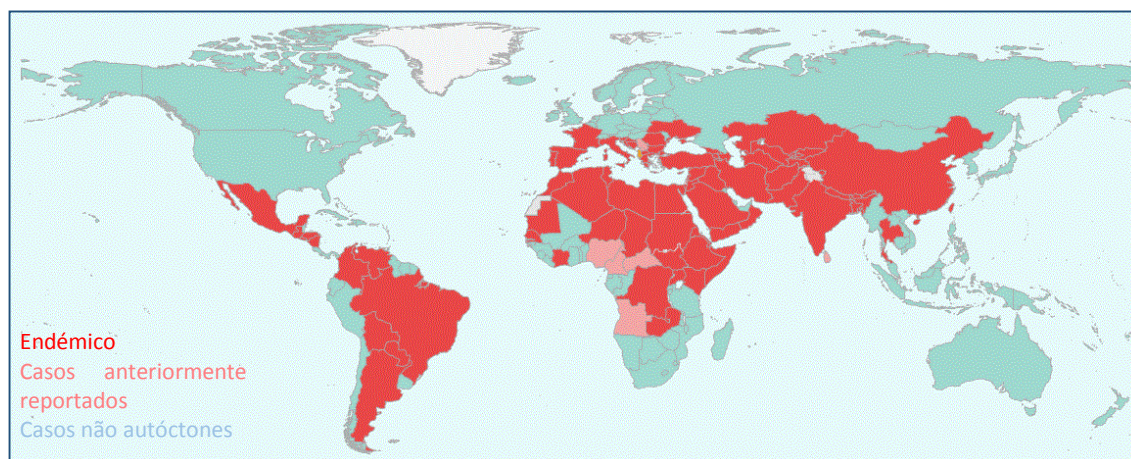 Endémico
Casos anteriormente
reportados
Casos não autóctones